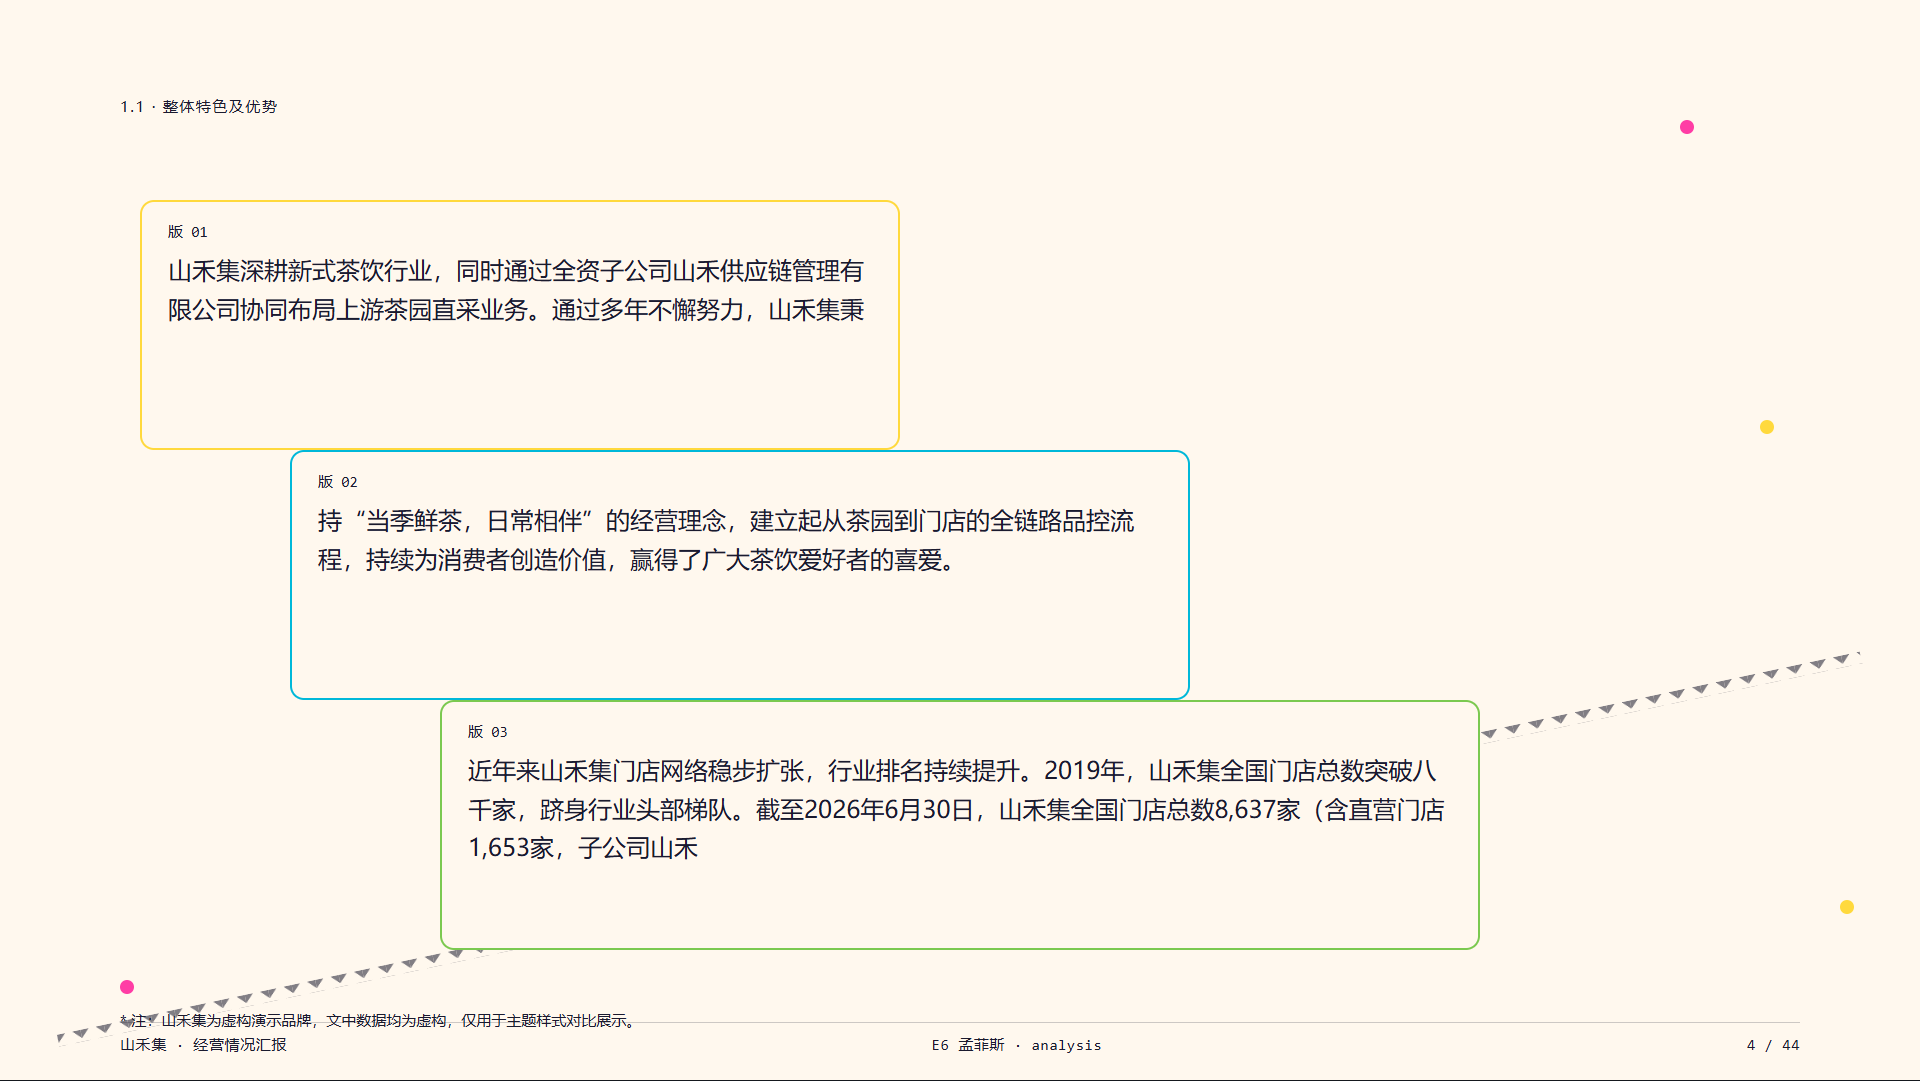 1.1 · 整体特色及优势
版 01
山禾集深耕新式茶饮行业，同时通过全资子公司山禾供应链管理有
限公司协同布局上游茶园直采业务。通过多年不懈努力，山禾集秉
版 02
持“当季鲜茶，日常相伴”的经营理念，建立起从茶园到门店的全链路品控流
程，持续为消费者创造价值，赢得了广大茶饮爱好者的喜爱。
版 03
近年来山禾集门店网络稳步扩张，行业排名持续提升。2019年，山禾集全国门店总数突破八
千家，跻身行业头部梯队。截至2026年6月30日，山禾集全国门店总数8,637家（含直营门店
1,653家，子公司山禾
*注：山禾集为虚构演示品牌，文中数据均为虚构，仅用于主题样式对比展示。
山禾集 · 经营情况汇报
E6 孟菲斯 · analysis
4 / 44